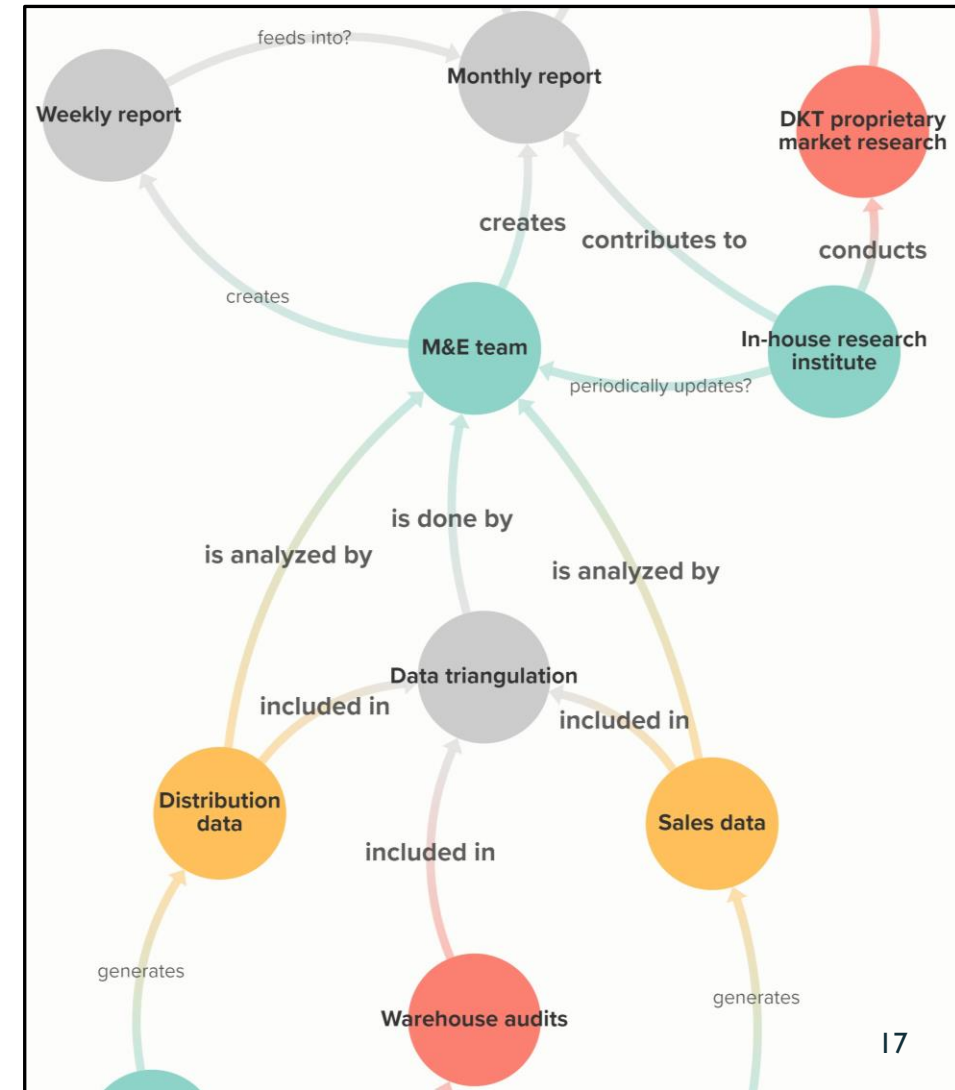 feeds into?
Monthly report
Weekly report
DKT proprietary
market research
creates
contributes to
conducts
creates
M&E team
In-house research
institute
periodically updates?
is done by
is analyzed by
is analyzed by
Data triangulation
included in
included in
Distribution
data
Sales data
included in
generates
generates
Warehouse audits
17